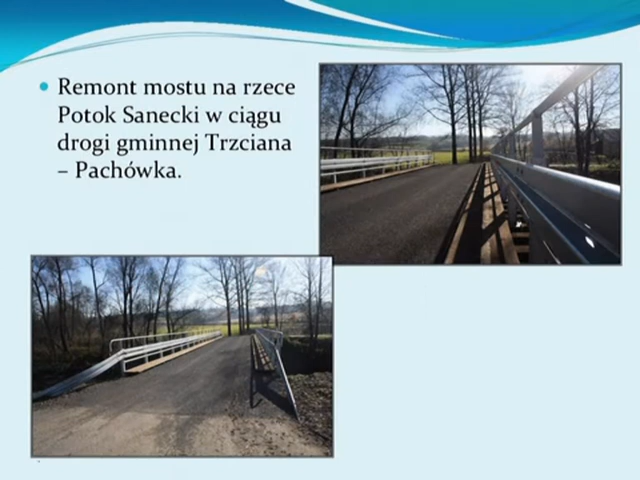 Remont mostu na rzece
Potok Sanecki w ciągu
drogi gminnej Trzciana
– Pachówka.